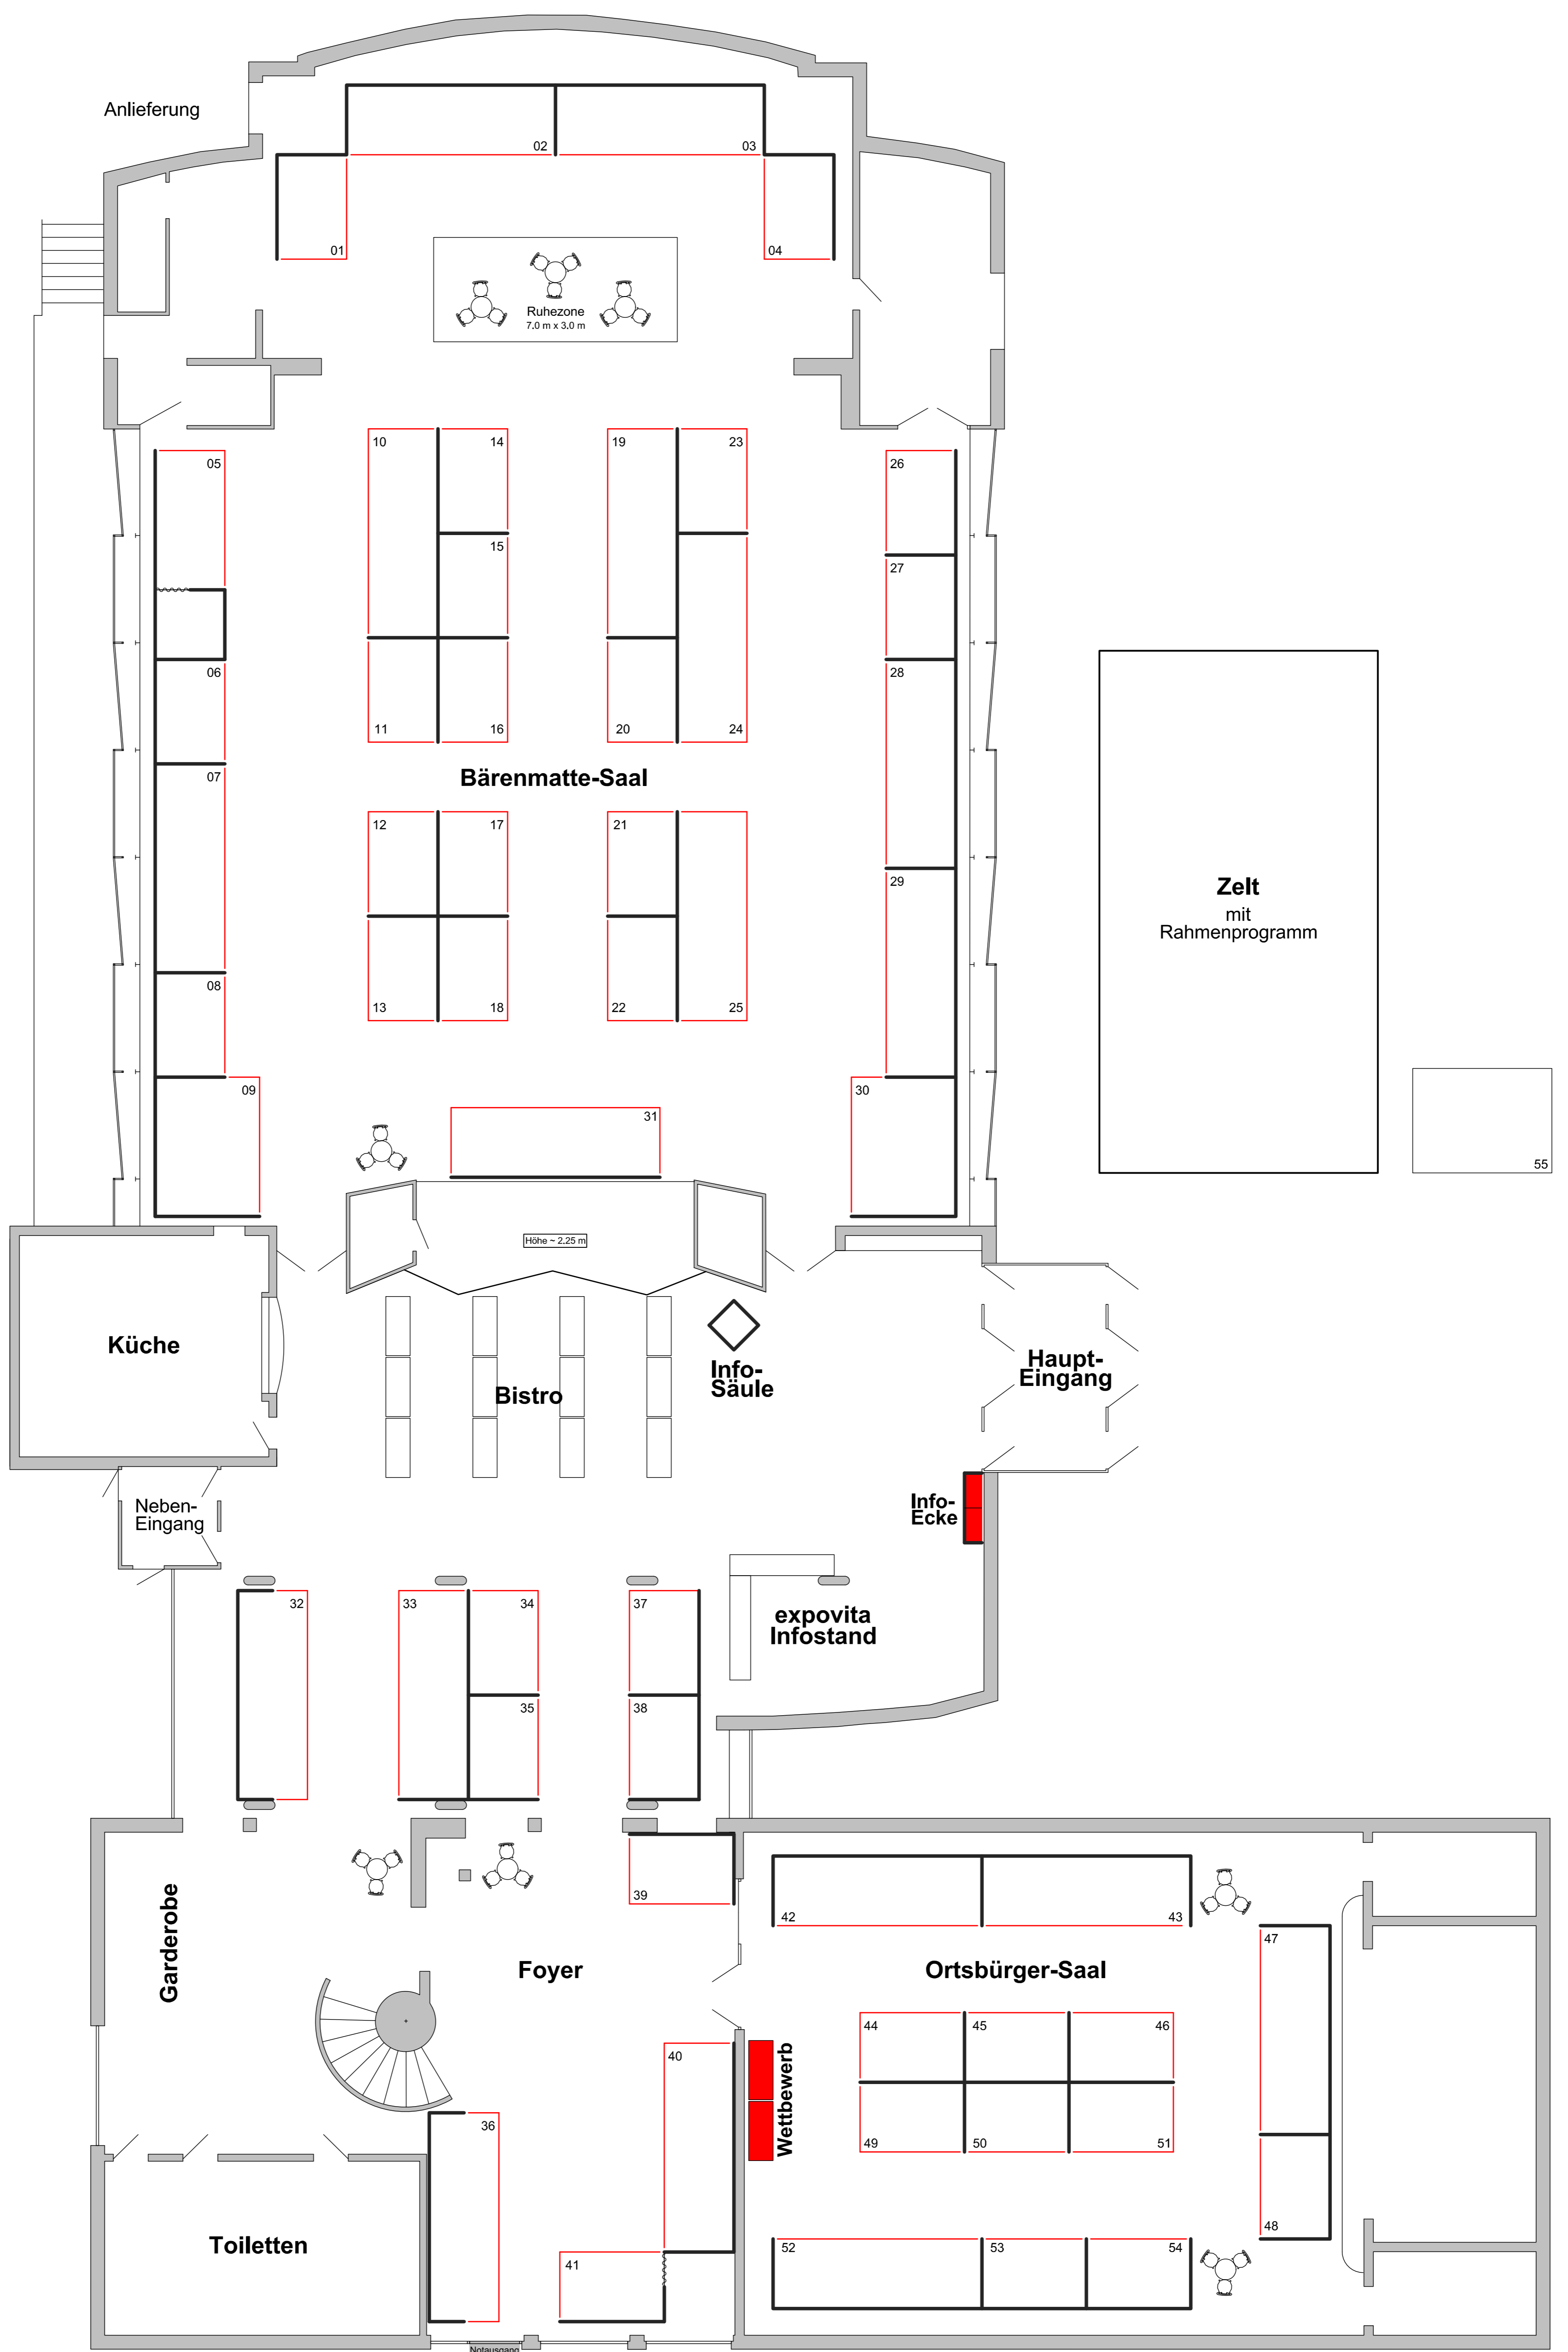 Anlieferung
02
03
01
04
Ruhezone
7.0 m x 3.0 m
10
14
19
23
05
26
15
27
06
28
11
16
20
24
07
Bärenmatte-Saal
12
17
21
29
Zelt
mit
Rahmenprogramm
08
13
18
22
25
09
30
31
55
Höhe ~ 2.25 m
Küche
Bistro
Info-
Säule
Haupt-
Eingang
Neben-
Eingang
Info-
Ecke
32
33
34
37
expovita
Infostand
35
38
39
42
43
Garderobe
47
Foyer
Ortsbürger-Saal
44
45
46
40
Wettbewerb
36
49
50
51
48
Toiletten
41
52
53
54
Notausgang